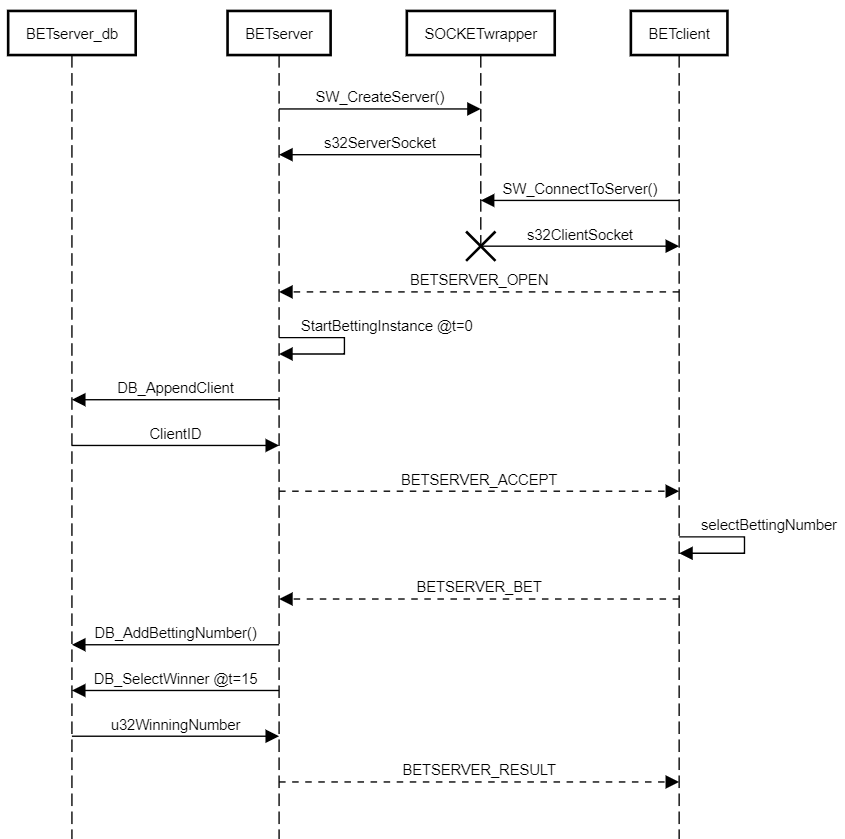 BETserver_db
BETserver
SOCKETwrapper
BETclient
SW_CreateServer()
s32ServerSocket
SW_ConnectToServer()
s32ClientSocket
BETSERVER_OPEN
StartBettingInstance @t=0
DB_AppendClient
ClientID
BETSERVER_ACCEPT
selectBettingNumber
BETSERVER_BET
DB_AddBettingNumber()
DB_SelectWinner @t=15
u32WinningNumber
BETSERVER_RESULT